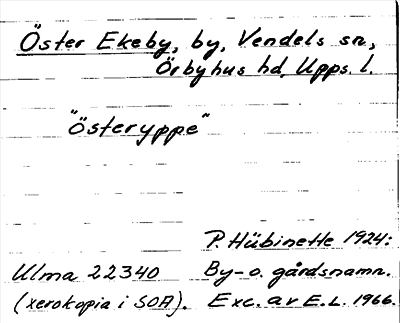 Öster Ekeby, by, Vendels sn,
Örbyhus hd, Upps. l.
"Österyppe"
P. Hübinette 1924:
Ulma 22340 By- o. gårdsnamn.
(xerokopia i SOA). Exc. av E.L. 1966.